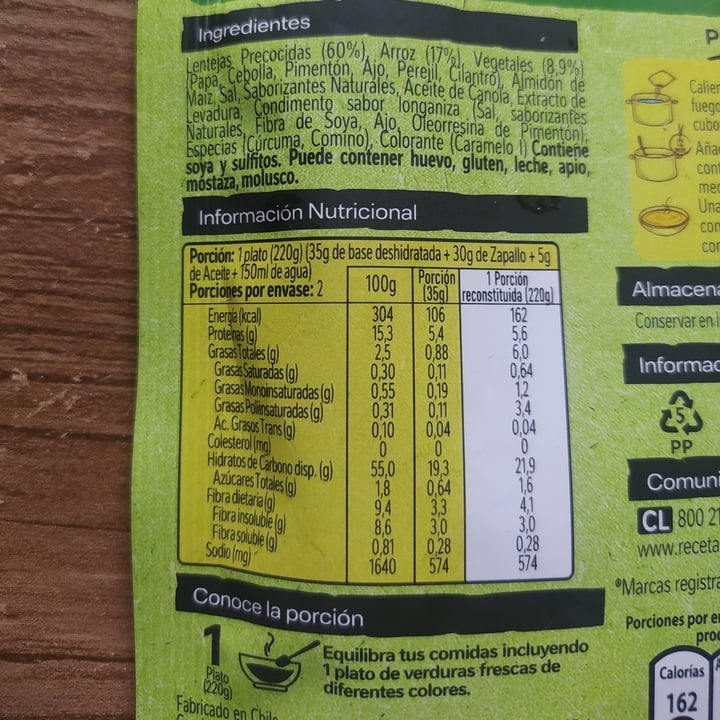 Ingredientes
Lentejas Precocidas (60%), Arroz (17%), Vegetales (8,9%)
(Papa, Cebolla, Pimentón, Ajo, Perejil, Cilantro), Almidón de
Maíz, Sal, Saborizantes Naturales, Aceite de Canola, Extracto de
Levadura, Condimento sabor longaniza (Sal, saborizantes
Naturales, Fibra de Soya, Ajo, Oleorresina de Pimentón),
Especias (Cúrcuma, Comino), Colorante (Caramelo I) Contiene
soya y sulfitos. Puede contener huevo, gluten, leche, apio,
mostaza, molusco.
Información Nutricional
Porción: 1 plato (220g) (35g de base deshidratada + 30g de Zapallo + 5g
de Aceite + 150ml de agua)
Porciones por envase: 2
100g Porción (35g) 1 Porción reconstituida (220g)
Energía (kcal) 304 106 162
Proteínas (g) 15,3 5,4 5,6
Grasas Totales (g) 2,5 0,88 6,0
Grasas Saturadas (g) 0,30 0,11 0,64
Grasas Monoinsaturadas (g) 0,55 0,19 1,2
Grasas Poliinsaturadas (g) 0,31 0,11 3,4
Ac. Grasos Trans (g) 0,10 0,04 0,04
Colesterol (mg) 0 0 0
Hidratos de Carbono disp. (g) 55,0 19,3 21,9
Azúcares Totales (g) 1,8 0,64 1,6
Fibra dietaria (g) 9,4 3,3 4,1
Fibra insoluble (g) 8,6 3,0 3,0
Fibra soluble (g) 0,81 0,28 0,28
Sodio (mg) 1640 574 574
Conoce la porción
1
Plato
(220g)
Equilibra tus comidas incluyendo
1 plato de verduras frescas de
diferentes colores.
Fabricado en Chile
P
Calien
fuego
cubo
Aña
cont
med
Una
con
cor
Almacena
Conservar en l
Informac
5
PP
Comuni
CL 800 21
www.receta
®Marcas registra
Porciones por e
proc
Calorías
162